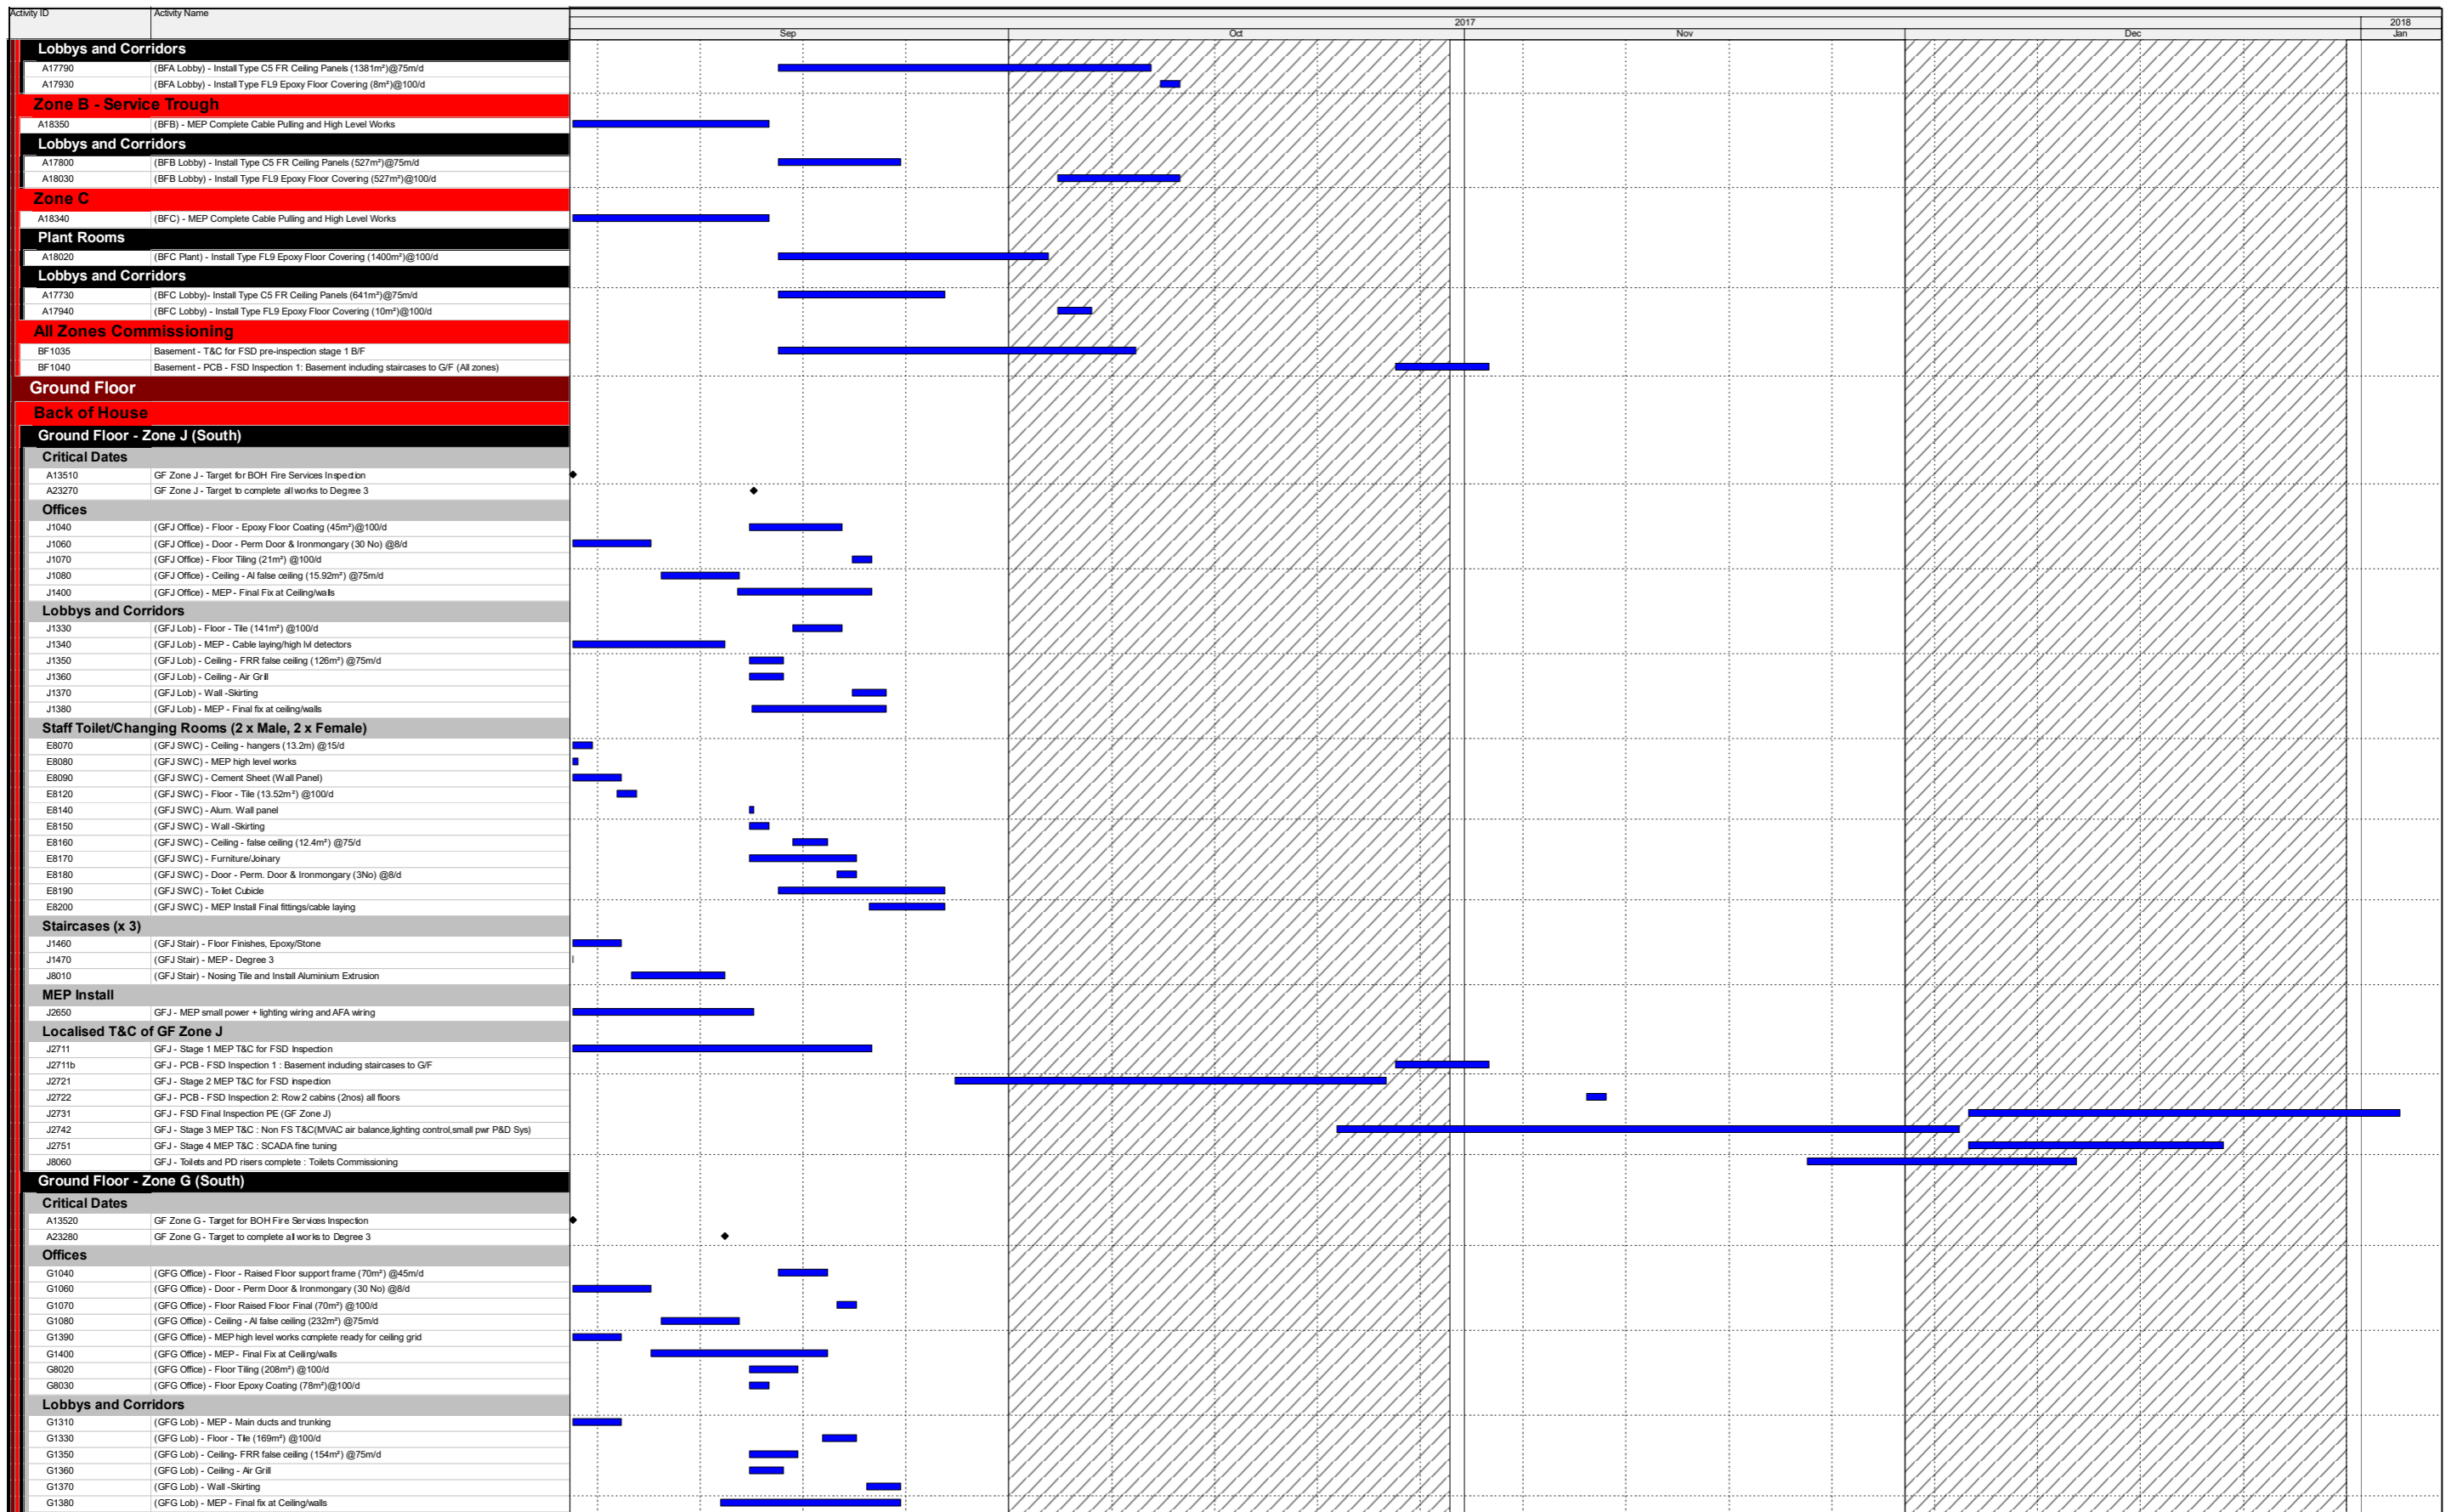 Activity ID Activity Name
2017 2018
Sep Oct Nov Dec Jan
Lobbys and Corridors
A17790 (BFA Lobby) - Install Type C5 FR Ceiling Panels (1381m²)@75m/d
A17930 (BFA Lobby) - Install Type FL9 Epoxy Floor Covering (8m²)@100/d
Zone B - Service Trough
A18350 (BFB) - MEP Complete Cable Pulling and High Level Works
Lobbys and Corridors
A17800 (BFB Lobby) - Install Type C5 FR Ceiling Panels (527m²)@75m/d
A18030 (BFB Lobby) - Install Type FL9 Epoxy Floor Covering (527m²)@100/d
Zone C
A18340 (BFC) - MEP Complete Cable Pulling and High Level Works
Plant Rooms
A18020 (BFC Plant) - Install Type FL9 Epoxy Floor Covering (1400m²)@100/d
Lobbys and Corridors
A17730 (BFC Lobby)- Install Type C5 FR Ceiling Panels (641m²)@75m/d
A17940 (BFC Lobby) - Install Type FL9 Epoxy Floor Covering (10m²)@100/d
All Zones Commissioning
BF1035 Basement - T&C for FSD pre-inspection stage 1 B/F
BF1040 Basement - PCB - FSD Inspection 1: Basement including staircases to G/F (All zones)
Ground Floor
Back of House
Ground Floor - Zone J (South)
Critical Dates
A13510 GF Zone J - Target for BOH Fire Services Inspection
A23270 GF Zone J - Target to complete all works to Degree 3
Offices
J1040 (GFJ Office) - Floor - Epoxy Floor Coating (45m²)@100/d
J1060 (GFJ Office) - Door - Perm Door & Ironmongary (30 No) @8/d
J1070 (GFJ Office) - Floor Tiling (21m²) @100/d
J1080 (GFJ Office) - Ceiling - Al false ceiling (15.92m²) @75m/d
J1400 (GFJ Office) - MEP - Final Fix at Ceiling/walls
Lobbys and Corridors
J1330 (GFJ Lob) - Floor - Tile (141m²) @100/d
J1340 (GFJ Lob) - MEP - Cable laying/high lvl detectors
J1350 (GFJ Lob) - Ceiling - FRR false ceiling (126m²) @75m/d
J1360 (GFJ Lob) - Ceiling - Air Grill
J1370 (GFJ Lob) - Wall -Skirting
J1380 (GFJ Lob) - MEP - Final fix at ceiling/walls
Staff Toilet/Changing Rooms (2 x Male, 2 x Female)
E8070 (GFJ SWC) - Ceiling - hangers (13.2m) @15/d
E8080 (GFJ SWC) - MEP high level works
E8090 (GFJ SWC) - Cement Sheet (Wall Panel)
E8120 (GFJ SWC) - Floor - Tile (13.52m²) @100/d
E8140 (GFJ SWC) - Alum. Wall panel
E8150 (GFJ SWC) - Wall -Skirting
E8160 (GFJ SWC) - Ceiling - false ceiling (12.4m²) @75/d
E8170 (GFJ SWC) - Furniture/Joinary
E8180 (GFJ SWC) - Door - Perm. Door & Ironmongary (3No) @8/d
E8190 (GFJ SWC) - Toilet Cubicle
E8200 (GFJ SWC) - MEP Install Final fittings/cable laying
Staircases (x 3)
J1460 (GFJ Stair) - Floor Finishes, Epoxy/Stone
J1470 (GFJ Stair) - MEP - Degree 3
J8010 (GFJ Stair) - Nosing Tile and Install Aluminium Extrusion
MEP Install
J2650 GFJ - MEP small power + lighting wiring and AFA wiring
Localised T&C of GF Zone J
J2711 GFJ - Stage 1 MEP T&C for FSD Inspection
J2711b GFJ - PCB - FSD Inspection 1 : Basement including staircases to G/F
J2721 GFJ - Stage 2 MEP T&C for FSD inspection
J2722 GFJ - PCB - FSD Inspection 2: Row 2 cabins (2nos) all floors
J2731 GFJ - FSD Final Inspection PE (GF Zone J)
J2742 GFJ - Stage 3 MEP T&C : Non FS T&C(MVAC air balance,lighting control,small pwr P&D Sys)
J2751 GFJ - Stage 4 MEP T&C : SCADA fine tuning
J8060 GFJ - Toilets and PD risers complete : Toilets Commissioning
Ground Floor - Zone G (South)
Critical Dates
A13520 GF Zone G - Target for BOH Fire Services Inspection
A23280 GF Zone G - Target to complete all works to Degree 3
Offices
G1040 (GFG Office) - Floor - Raised Floor support frame (70m²) @45m/d
G1060 (GFG Office) - Door - Perm Door & Ironmongary (30 No) @8/d
G1070 (GFG Office) - Floor Raised Floor Final (70m²) @100/d
G1080 (GFG Office) - Ceiling - Al false ceiling (232m²) @75m/d
G1390 (GFG Office) - MEP high level works complete ready for ceiling grid
G1400 (GFG Office) - MEP - Final Fix at Ceiling/walls
G8020 (GFG Office) - Floor Tiling (208m²) @100/d
G8030 (GFG Office) - Floor Epoxy Coating (78m²)@100/d
Lobbys and Corridors
G1310 (GFG Lob) - MEP - Main ducts and trunking
G1330 (GFG Lob) - Floor - Tile (169m²) @100/d
G1350 (GFG Lob) - Ceiling- FRR false ceiling (154m²) @75m/d
G1360 (GFG Lob) - Ceiling - Air Grill
G1370 (GFG Lob) - Wall -Skirting
G1380 (GFG Lob) - MEP - Final fix at Ceiling/walls